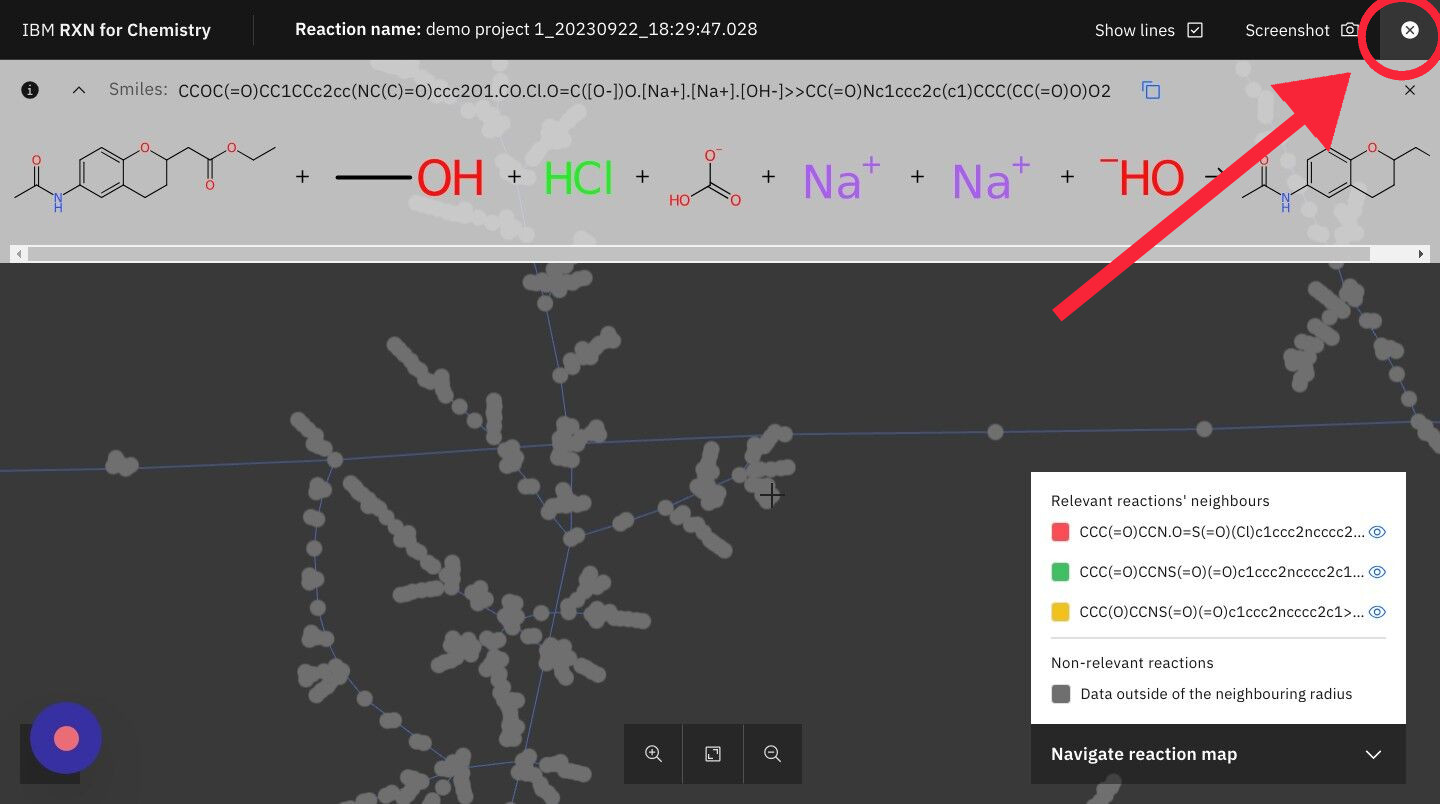 IBM RXN for Chemistry
Reaction name: demo project 1_20230922_18:29:47.028
Show lines
Screenshot
Smiles: CCOC(=O)CC1CCc2cc(NC(C)=O)ccc2O1.CO.Cl.O=C([O-])O.[Na+].[Na+].[OH-]>>CC(=O)Nc1ccc2c(c1)CCC(CC(=O)O)O2
O O O O N H + OH + HCl + O⁻ HO O + Na⁺ + Na⁺ + ⁻HO → O O N H
Relevant reactions' neighbours
CCC(=O)CCN.O=S(=O)(Cl)c1ccc2ncccc2...
CCC(=O)CCNS(=O)(=O)c1ccc2ncccc2c1...
CCC(O)CCNS(=O)(=O)c1ccc2ncccc2c1>...
Non-relevant reactions
Data outside of the neighbouring radius
Navigate reaction map